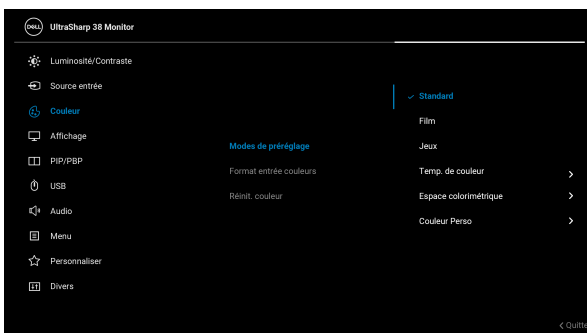 DELL UltraSharp 38 Monitor
Luminosité/Contraste
Source entrée
Couleur
Affichage
PIP/PBP
USB
Audio
Menu
Personnaliser
Divers
Modes de préréglage
Format entrée couleurs
Réinit. couleur
Standard
Film
Jeux
Temp. de couleur
Espace colorimétrique
Couleur Perso
Quitte